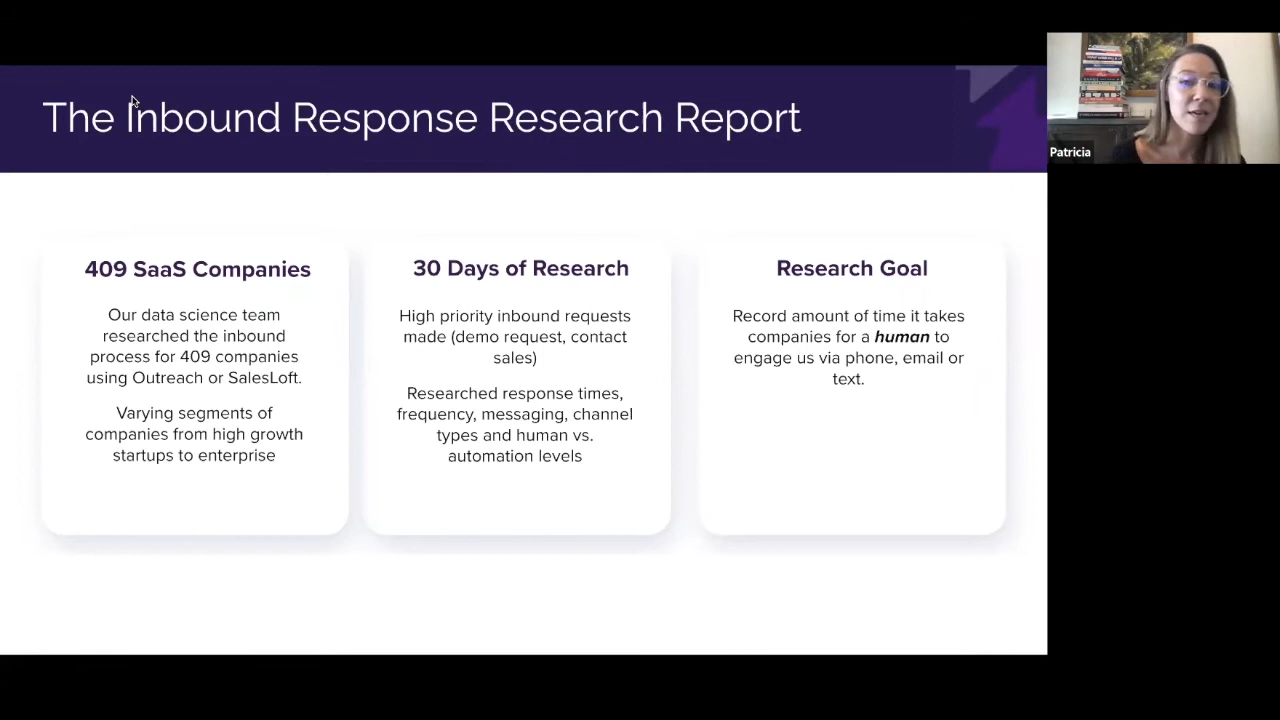 The Inbound Response Research Report
Patricia
409 SaaS Companies
Our data science team
researched the inbound
process for 409 companies
using Outreach or SalesLoft.
Varying segments of
companies from high growth
startups to enterprise
30 Days of Research
High priority inbound requests
made (demo request, contact
sales)
Researched response times,
frequency, messaging, channel
types and human vs.
automation levels
Research Goal
Record amount of time it takes
companies for a human to
engage us via phone, email or
text.